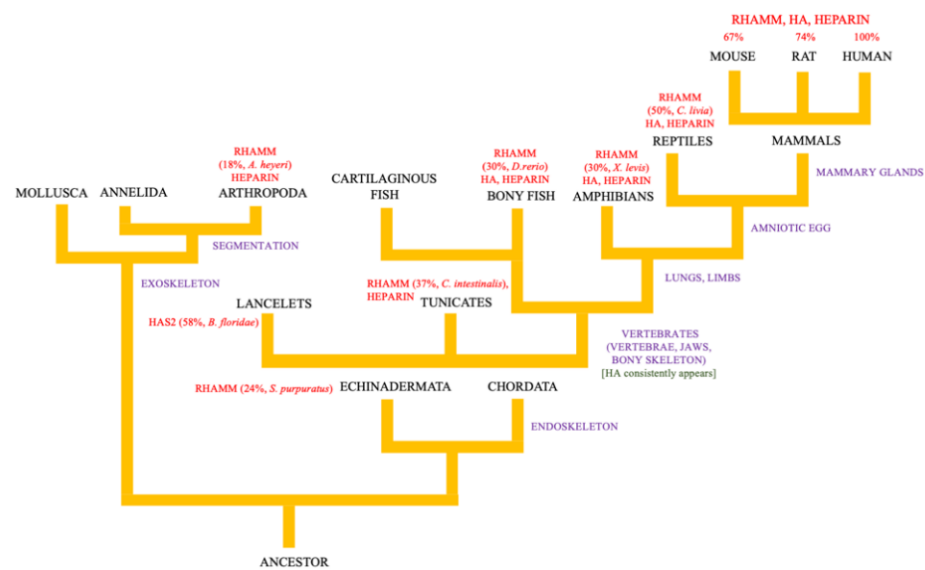 RHAMM, HA, HEPARIN
67% 74% 100%
MOUSE RAT HUMAN
RHAMM
(50%, C. livia)
HA, HEPARIN
REPTILES
MAMMALS
MAMMARY GLANDS
RHAMM
(18%, A. heyeri)
HEPARIN
ARTHROPODA
MOLLUSCA
ANNELIDA
CARTILAGINOUS
FISH
RHAMM
(30%, D.rerio)
HA, HEPARIN
BONY FISH
RHAMM
(30%, X. levis)
HA, HEPARIN
AMPHIBIANS
AMNIOTIC EGG
SEGMENTATION
EXOSKELETON
LUNGS, LIMBS
RHAMM (37%, C. intestinalis),
HEPARIN
TUNICATES
LANCELETS
HAS2 (58%, B. floridae)
VERTEBRATES
(VERTEBRAE, JAWS,
BONY SKELETON)
[HA consistently appears]
RHAMM (24%, S. purpuratus)
ECHINADERMATA
CHORDATA
ENDOSKELETON
ANCESTOR